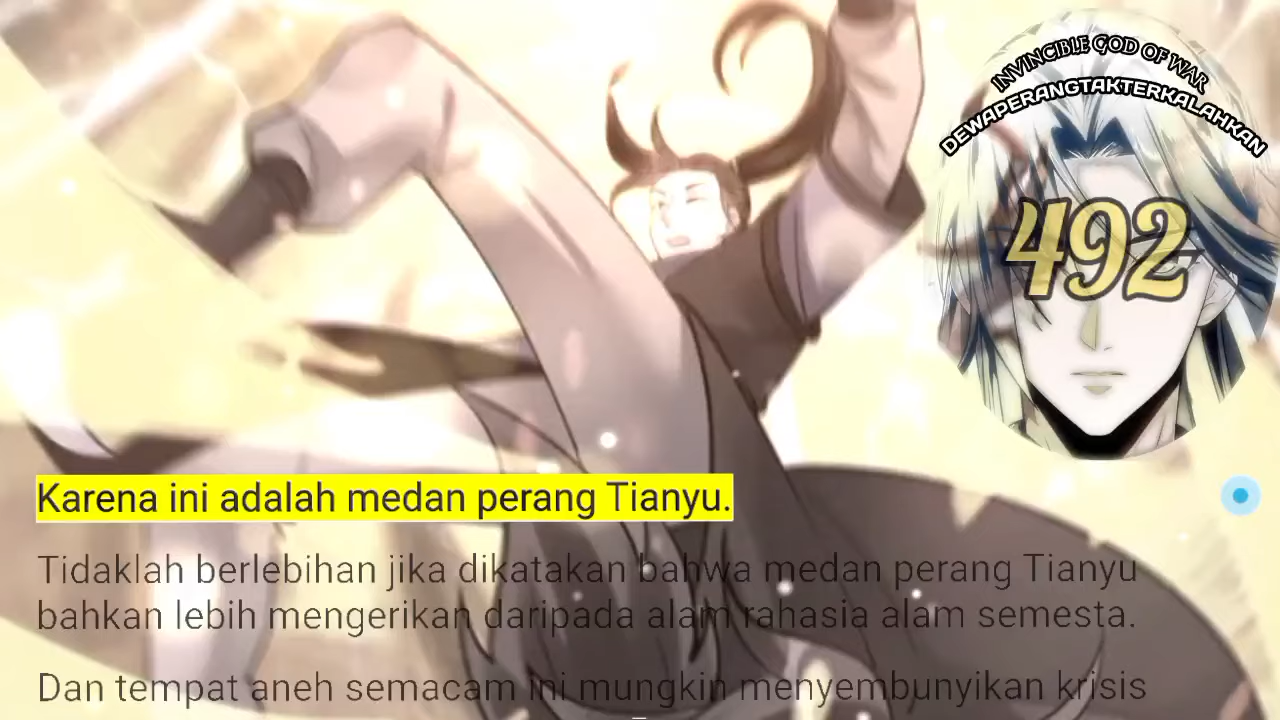 INVINCIBLE GOD OF WAR
DEWAPERANGTAKTERKALAHKAN
492
Karena ini adalah medan perang Tianyu.
Tidaklah berlebihan jika dikatakan bahwa medan perang Tianyu
bahkan lebih mengerikan daripada alam rahasia alam semesta.
Dan tempat aneh semacam ini mungkin menyembunyikan krisis